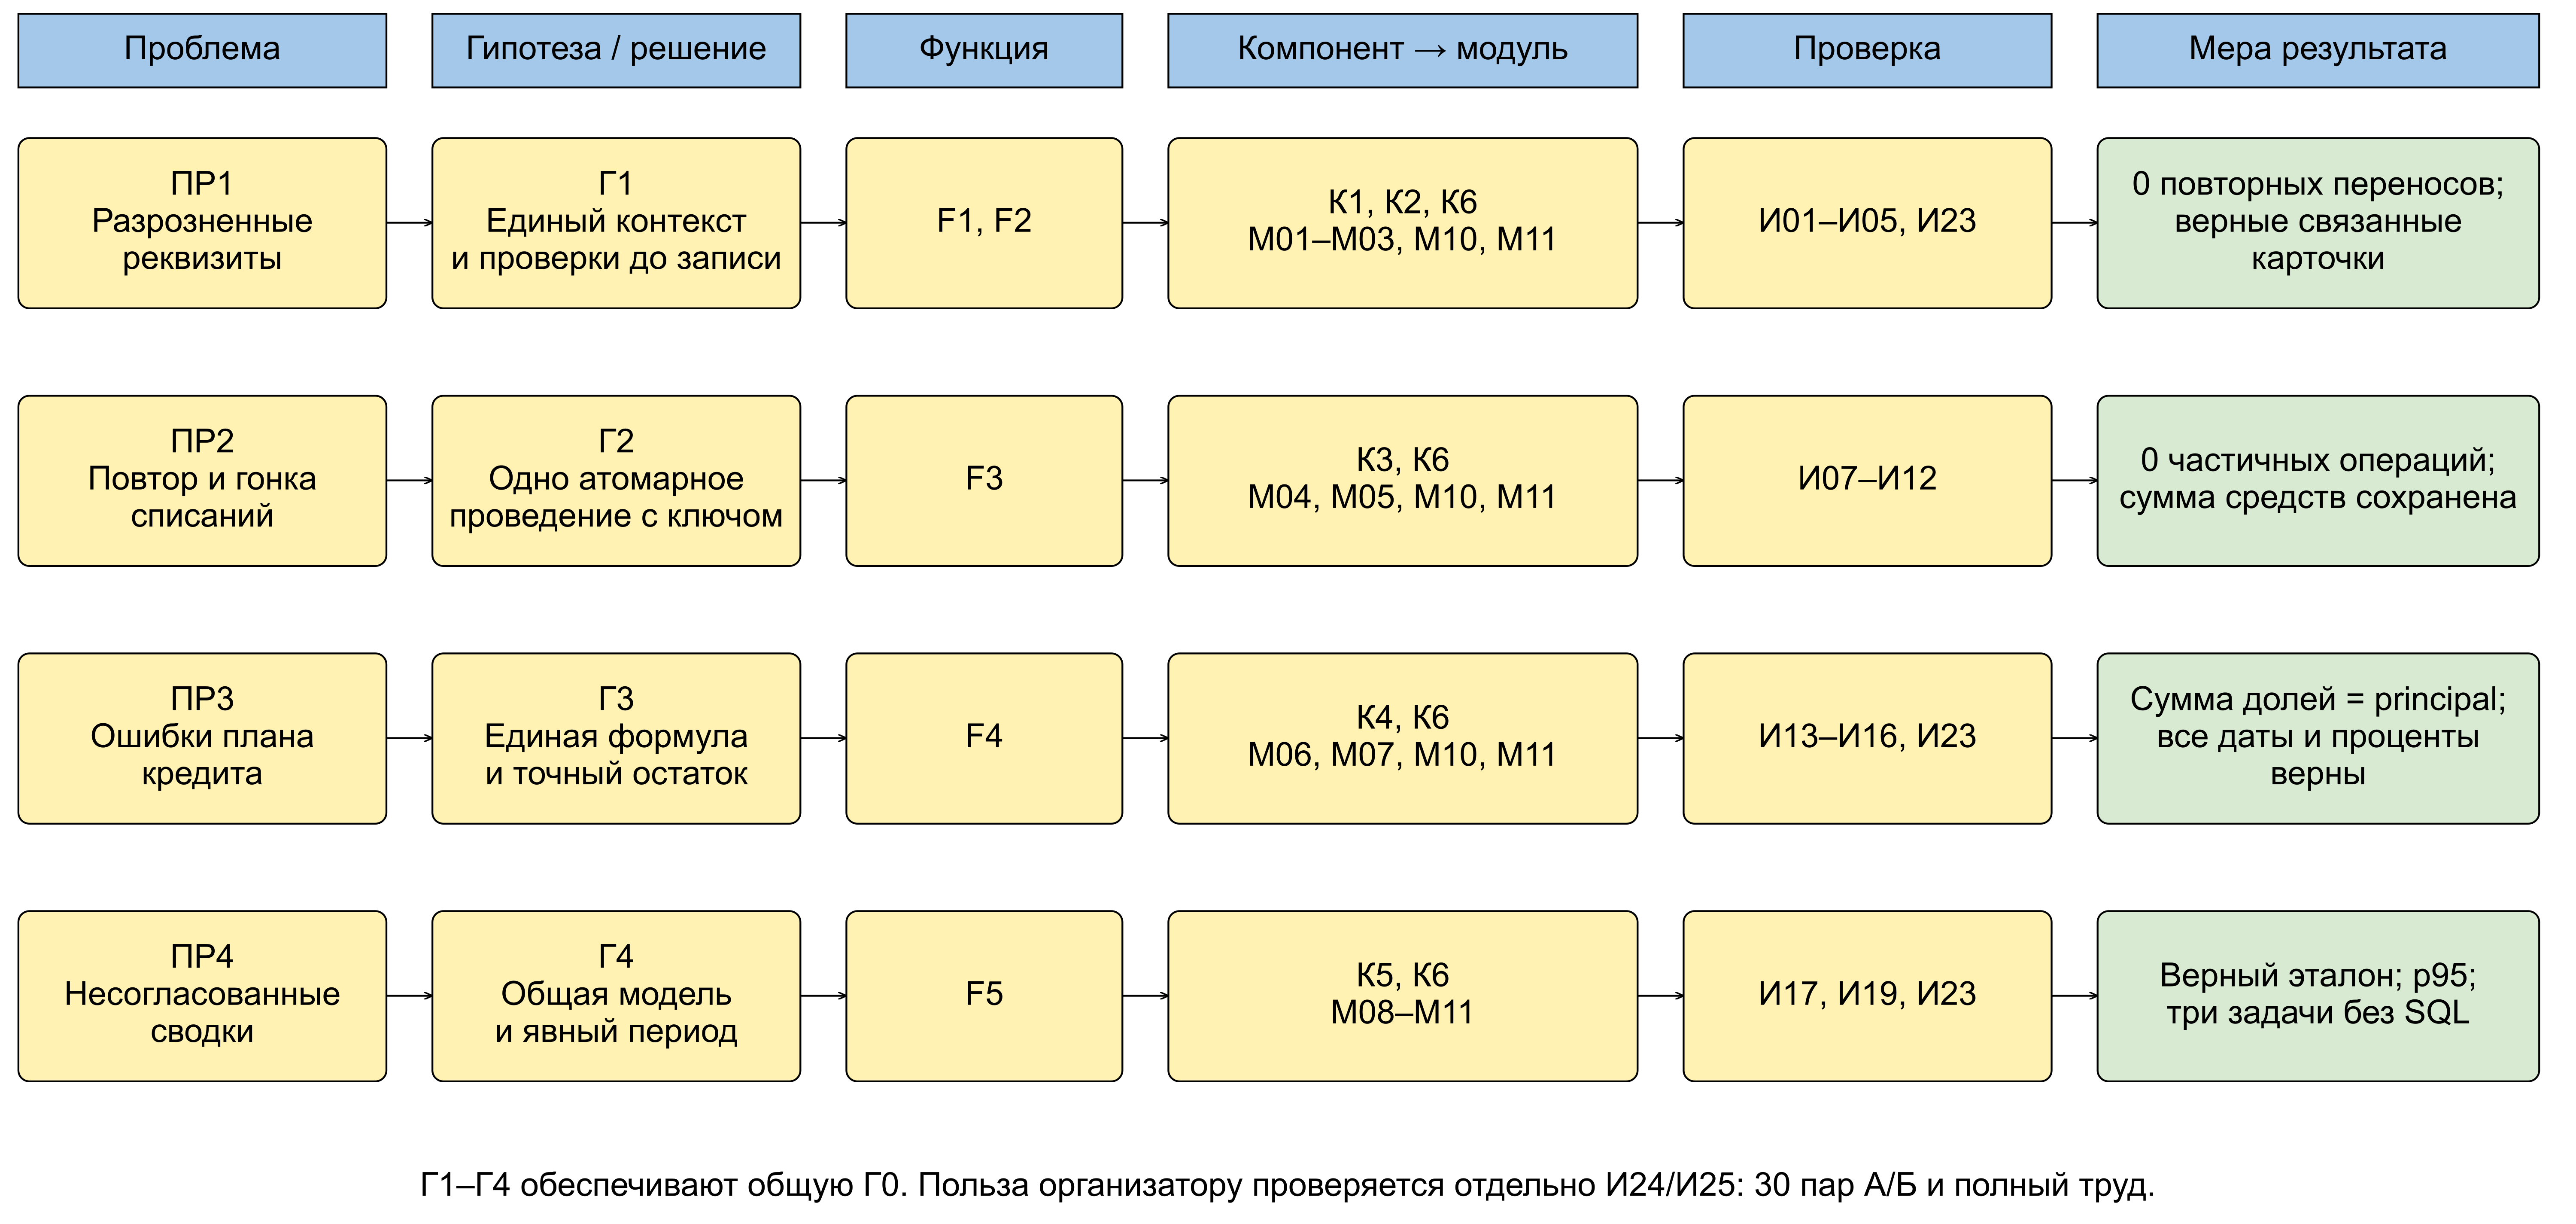 Проблема
Гипотеза / решение
Функция
Компонент → модуль
Проверка
Мера результата
ПР1
Разрозненные
реквизиты
Г1
Единый контекст
и проверки до записи
F1, F2
К1, К2, К6
М01–М03, М10, М11
И01–И05, И23
0 повторных переносов;
верные связанные
карточки
ПР2
Повтор и гонка
списаний
Г2
Одно атомарное
проведение с ключом
F3
К3, К6
М04, М05, М10, М11
И07–И12
0 частичных операций;
сумма средств сохранена
ПР3
Ошибки плана
кредита
Г3
Единая формула
и точный остаток
F4
К4, К6
М06, М07, М10, М11
И13–И16, И23
Сумма долей = principal;
все даты и проценты
верны
ПР4
Несогласованные
сводки
Г4
Общая модель
и явный период
F5
К5, К6
М08–М11
И17, И19, И23
Верный эталон; p95;
три задачи без SQL
Г1–Г4 обеспечивают общую Г0. Польза организатору проверяется отдельно И24/И25: 30 пар А/Б и полный труд.